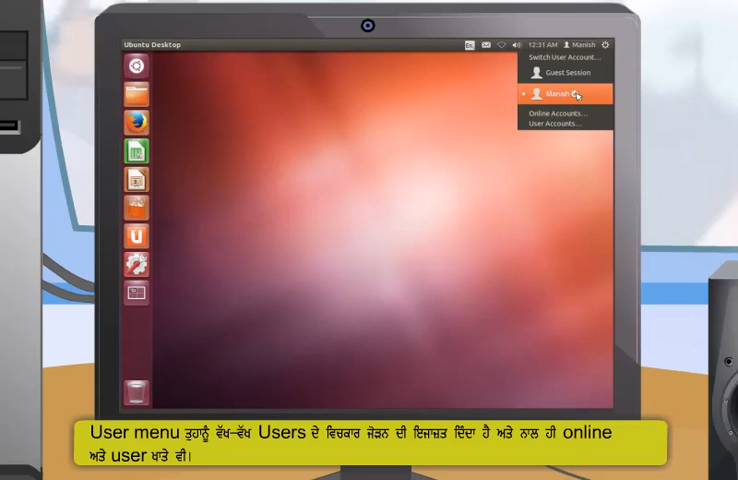 Ubuntu Desktop
En
12:31 AM
Manish
Switch User Account...
Guest Session
Manish
Online Accounts...
User Accounts...
User menu ਤੁਹਾਨੂੰ ਵੱਖ-ਵੱਖ Users ਦੇ ਵਿਚਕਾਰ ਜੋੜਨ ਦੀ ਇਜਾਜ਼ਤ ਦਿੰਦਾ ਹੈ ਅਤੇ ਨਾਲ ਹੀ online
ਅਤੇ user ਖਾਤੇ ਵੀ।